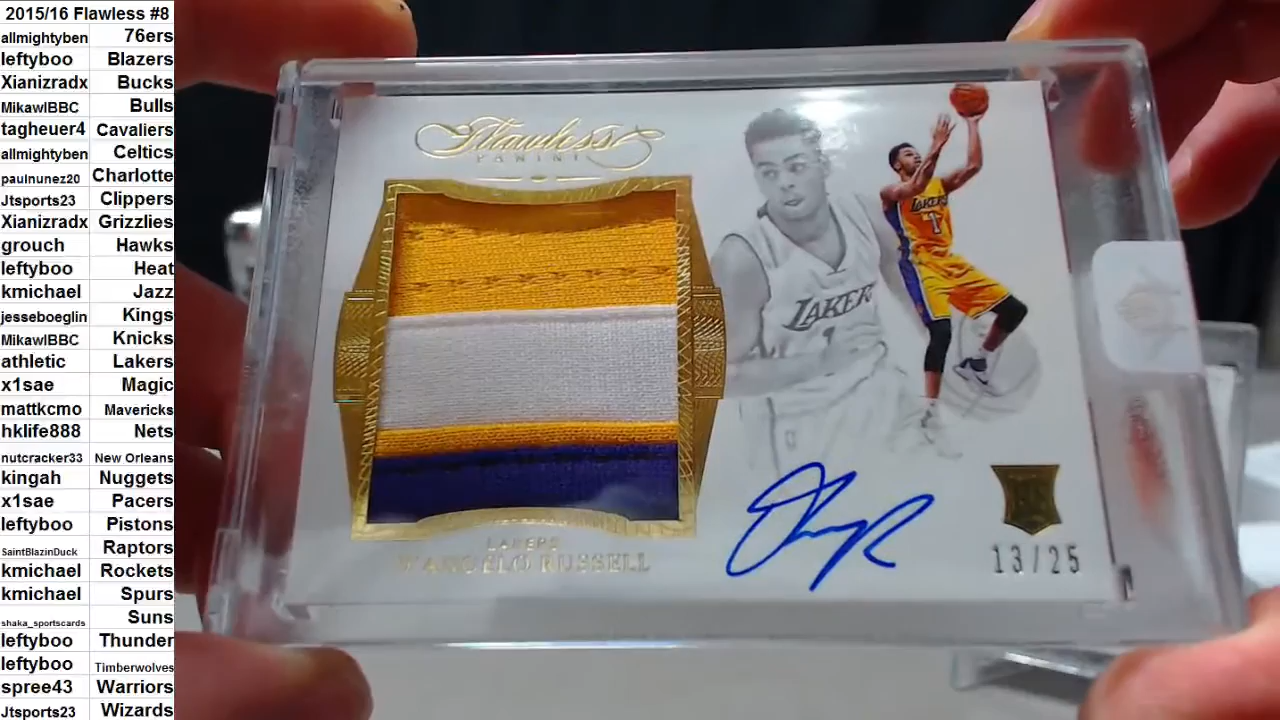 2015/16 Flawless #8
allmightyben 76ers
leftyboo Blazers
Xianizradx Bucks
MikawlBBC Bulls
tagheuer4 Cavaliers
allmightyben Celtics
paulnunez20 Charlotte
Jtsports23 Clippers
Xianizradx Grizzlies
grouch Hawks
leftyboo Heat
kmichael Jazz
jesseboeglin Kings
MikawlBBC Knicks
athletic Lakers
x1sae Magic
mattkcmo Mavericks
hklife888 Nets
nutcracker33 New Orleans
kingah Nuggets
x1sae Pacers
leftyboo Pistons
SaintBlazinDuck Raptors
kmichael Rockets
kmichael Spurs
shaka_sportscards Suns
leftyboo Thunder
leftyboo Timberwolves
spree43 Warriors
Jtsports23 Wizards
Flawless
PANINI
LAKERS
1
LAKER
1
LAKERS
D'ANGELO RUSSELL
13/25